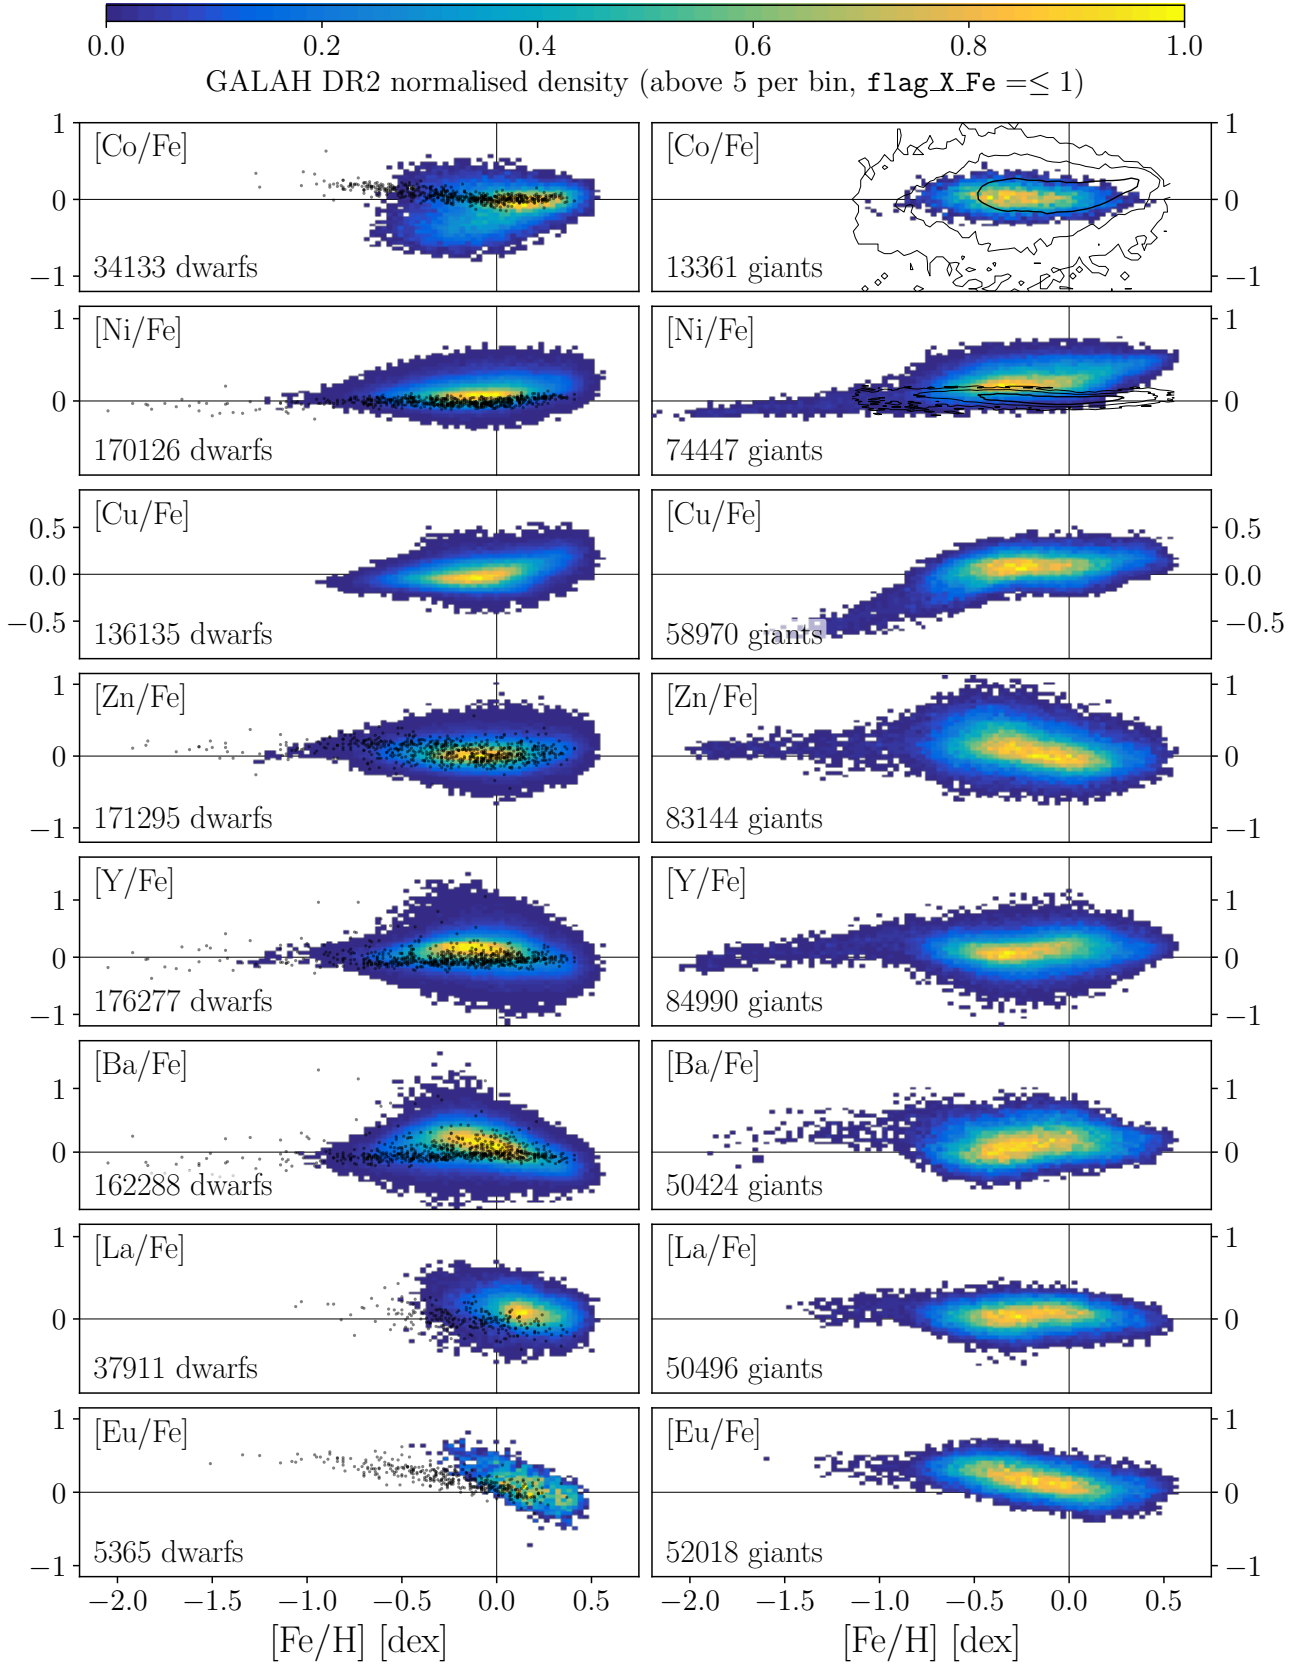 0.0 0.2 0.4 0.6 0.8 1.0
GALAH DR2 normalised density (above 5 per bin, flag_X_Fe =≤ 1)
[Co/Fe] [Co/Fe]
1 0 −1 1 0 −1
34133 dwarfs 13361 giants
[Ni/Fe] [Ni/Fe]
1 0 1 0
170126 dwarfs 74447 giants
[Cu/Fe] [Cu/Fe]
0.5 0.0 −0.5 0.5 0.0 −0.5
136135 dwarfs 58970 giants
[Zn/Fe] [Zn/Fe]
1 0 −1 1 0 −1
171295 dwarfs 83144 giants
[Y/Fe] [Y/Fe]
1 0 −1 1 0 −1
176277 dwarfs 84990 giants
[Ba/Fe] [Ba/Fe]
1 0 1 0
162288 dwarfs 50424 giants
[La/Fe] [La/Fe]
1 0 1 0
37911 dwarfs 50496 giants
[Eu/Fe] [Eu/Fe]
1 0 −1 1 0 −1
5365 dwarfs 52018 giants
−2.0 −1.5 −1.0 −0.5 0.0 0.5 −2.0 −1.5 −1.0 −0.5 0.0 0.5
[Fe/H] [dex] [Fe/H] [dex]